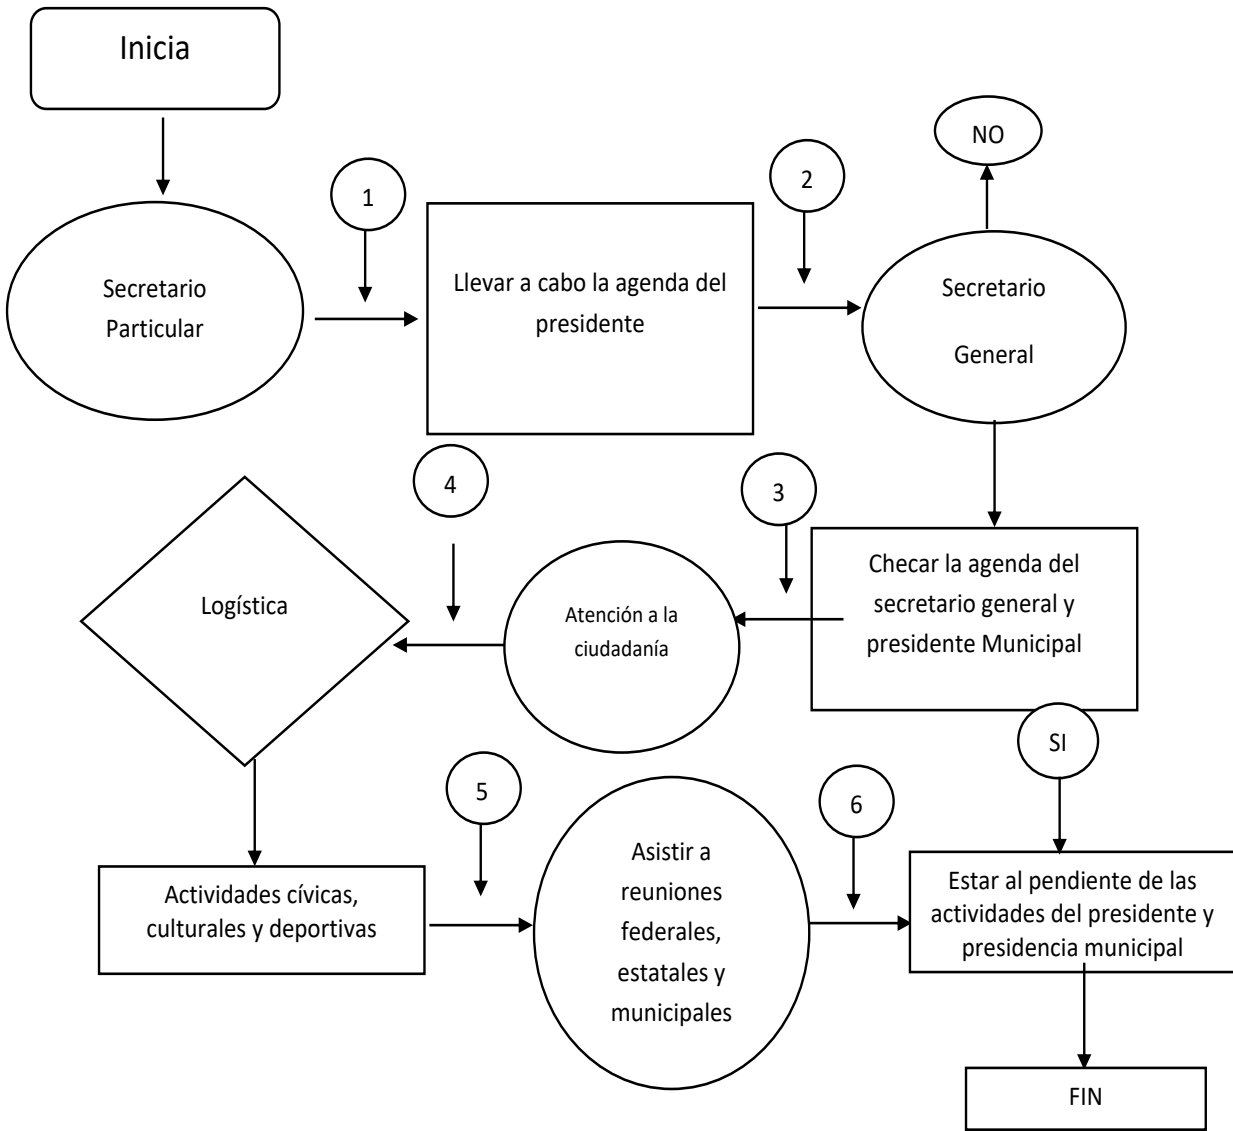 Inicia
NO
1
2
Secretario
Particular
Llevar a cabo la agenda del
presidente
Secretario
General
4
3
Logística
Atención a la
ciudadanía
Checar la agenda del
secretario general y
presidente Municipal
SI
5
6
Actividades cívicas,
culturales y deportivas
Asistir a
reuniones
federales,
estatales y
municipales
Estar al pendiente de las
actividades del presidente y
presidencia municipal
FIN